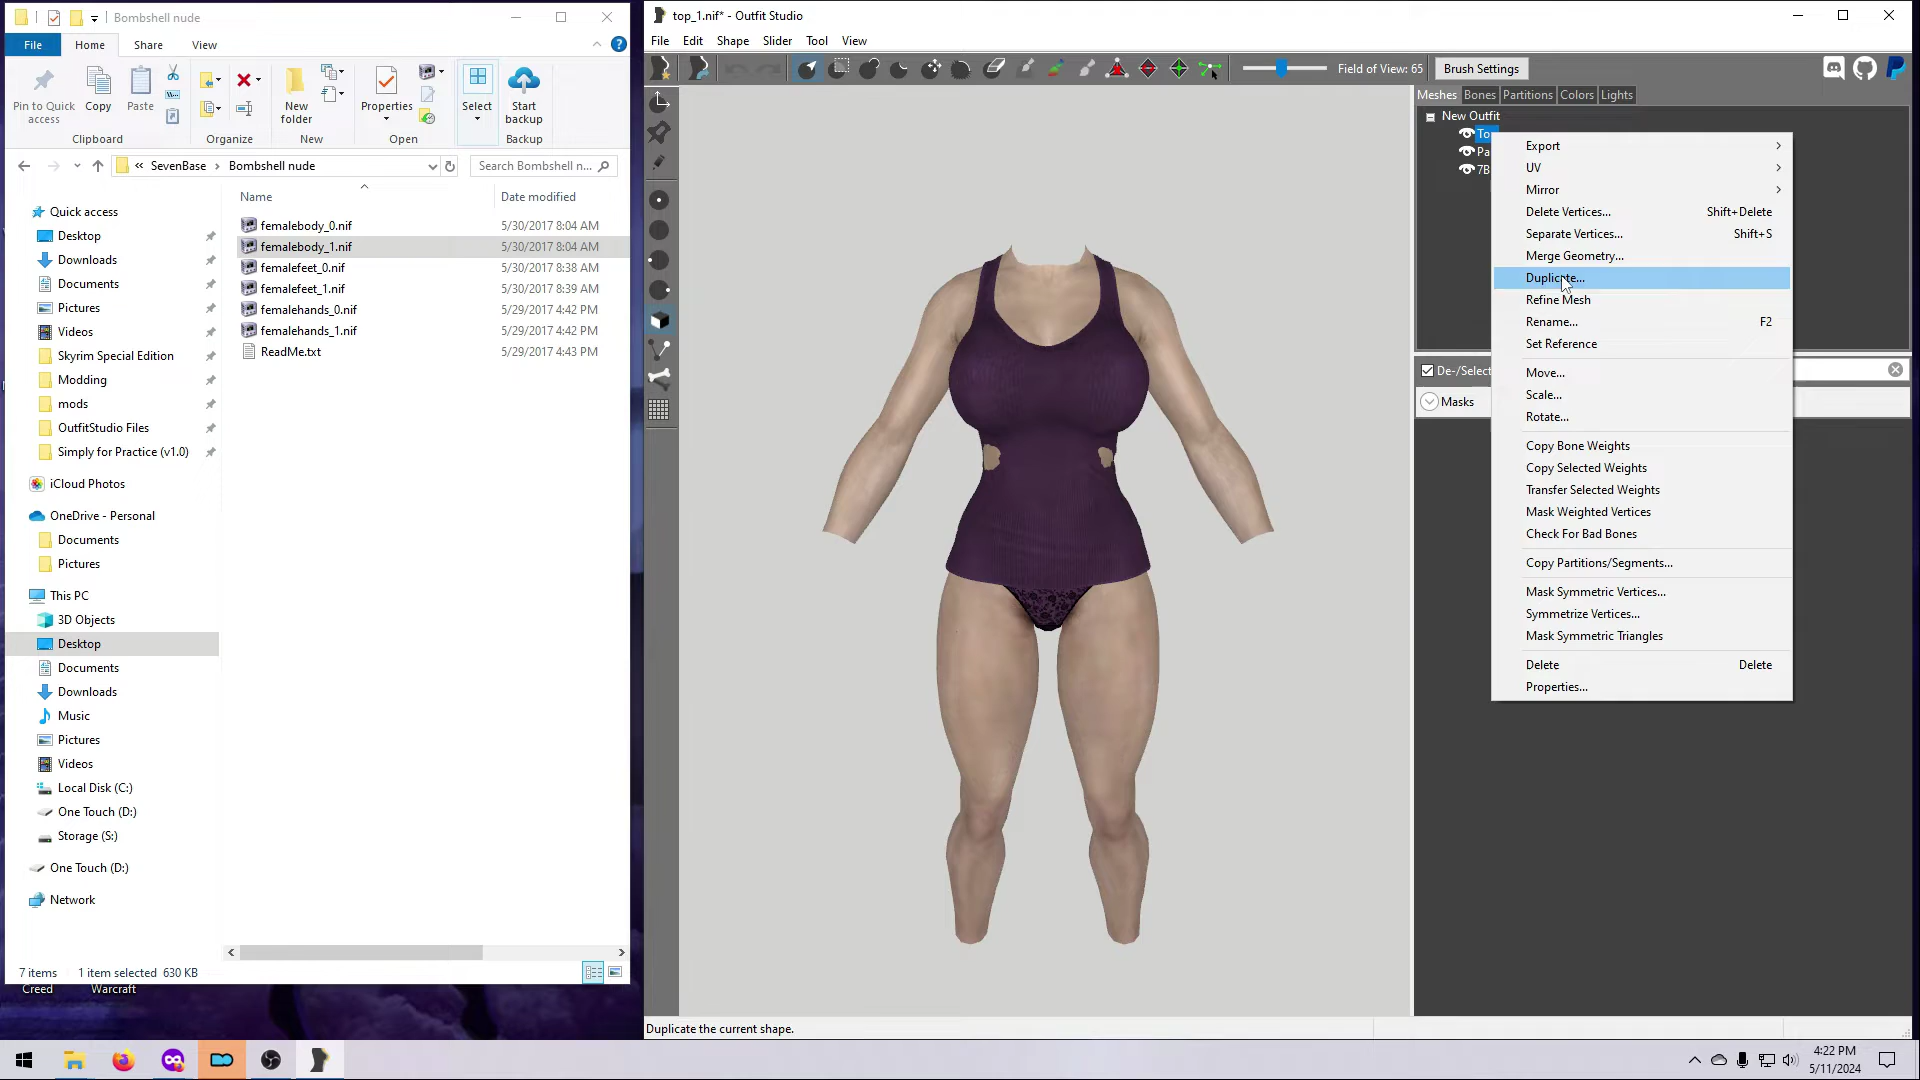 Bombshell nude
File
Home
Share
View
Pin to Quick access
Copy
Paste
New folder
Properties
Select
Start backup
Clipboard
Organize
New
Open
Backup
« SevenBase > Bombshell nude
Search Bombshell n...
Name
Date modified
Quick access
Desktop
Downloads
Documents
Pictures
Videos
Skyrim Special Edition
Modding
mods
OutfitStudio Files
Simply for Practice (v1.0)
iCloud Photos
OneDrive - Personal
Documents
Pictures
This PC
3D Objects
Desktop
Documents
Downloads
Music
Pictures
Videos
Local Disk (C:)
One Touch (D:)
Storage (S:)
One Touch (D:)
Network
femalebody_0.nif 5/30/2017 8:04 AM
femalebody_1.nif 5/30/2017 8:04 AM
femalefeet_0.nif 5/30/2017 8:38 AM
femalefeet_1.nif 5/30/2017 8:39 AM
femalehands_0.nif 5/29/2017 4:42 PM
femalehands_1.nif 5/29/2017 4:42 PM
ReadMe.txt 5/29/2017 4:43 PM
7 items 1 item selected 630 KB
Creed
Warcraft
top_1.nif* - Outfit Studio
File Edit Shape Slider Tool View
Field of View: 65
Brush Settings
Meshes Bones Partitions Colors Lights
New Outfit
To
Pa
7B
De-/Select
Masks
Export
UV
Mirror
Delete Vertices... Shift+Delete
Separate Vertices... Shift+S
Merge Geometry...
Duplicate...
Refine Mesh
Rename... F2
Set Reference
Move...
Scale...
Rotate...
Copy Bone Weights
Copy Selected Weights
Transfer Selected Weights
Mask Weighted Vertices
Check For Bad Bones
Copy Partitions/Segments...
Mask Symmetric Vertices...
Symmetrize Vertices...
Mask Symmetric Triangles
Delete Delete
Properties...
Duplicate the current shape.
4:22 PM
5/11/2024